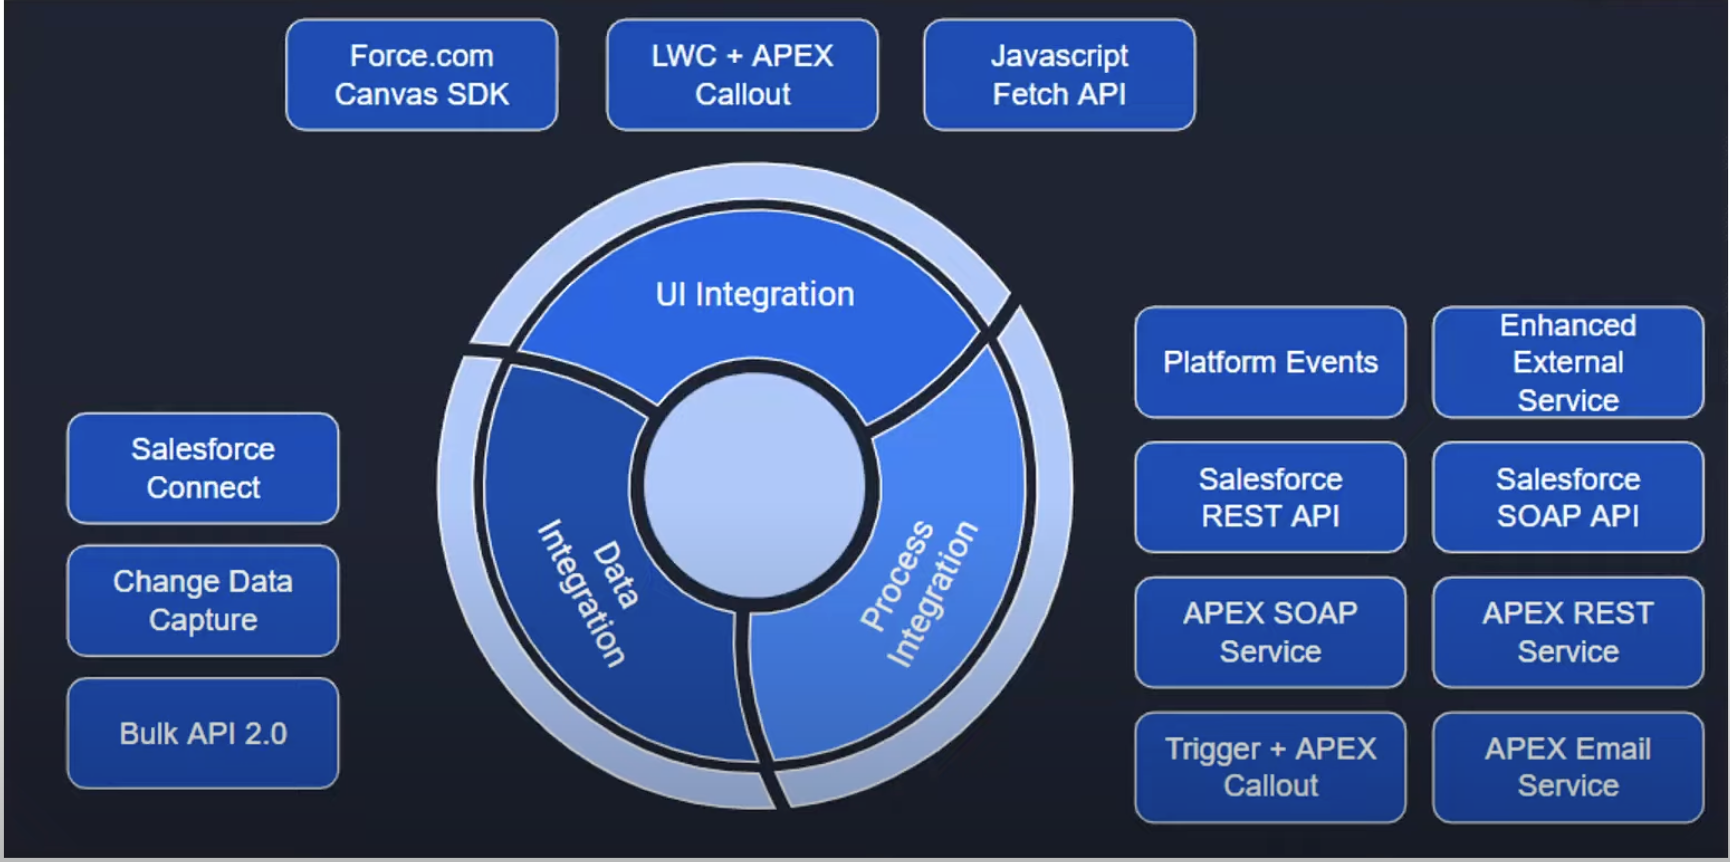 Force.com
Canvas SDK
LWC + APEX
Callout
Javascript
Fetch API
UI Integration
Data
Integration
Process
Integration
Salesforce
Connect
Change Data
Capture
Bulk API 2.0
Platform Events
Enhanced
External
Service
Salesforce
REST API
Salesforce
SOAP API
APEX SOAP
Service
APEX REST
Service
Trigger + APEX
Callout
APEX Email
Service